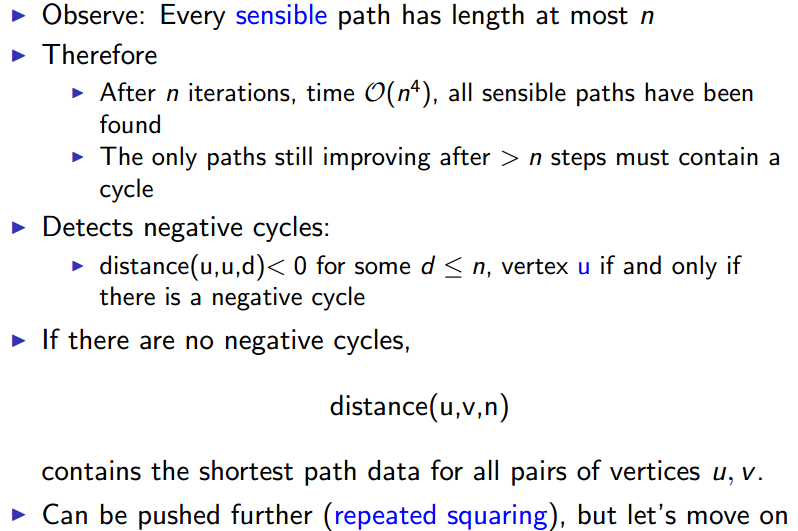 ▶ Observe: Every sensible path has length at most n
▶ Therefore
▶ After n iterations, time 𝒪(n⁴), all sensible paths have been
found
▶ The only paths still improving after > n steps must contain a
cycle
▶ Detects negative cycles:
▶ distance(u,u,d)< 0 for some d ≤ n, vertex u if and only if
there is a negative cycle
▶ If there are no negative cycles,
distance(u,v,n)
contains the shortest path data for all pairs of vertices u, v.
▶ Can be pushed further (repeated squaring), but let's move on